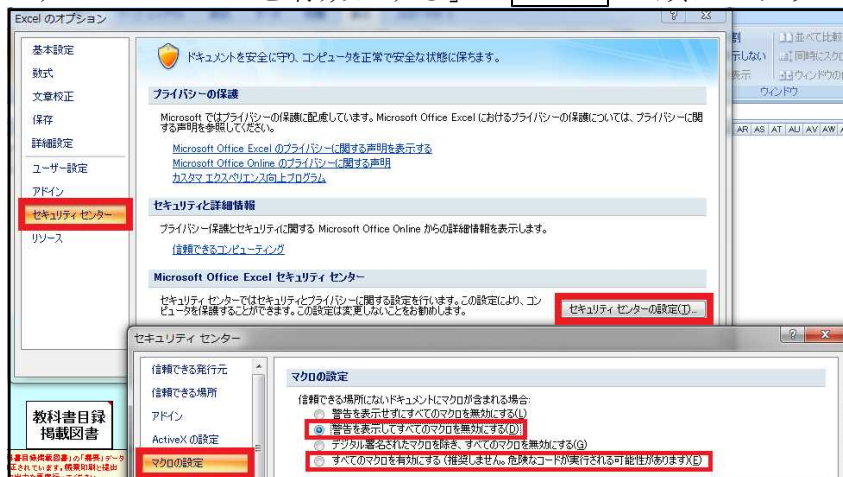 Excel のオプション
基本設定
数式
文章校正
保存
詳細設定
ユーザー設定
アドイン
セキュリティ センター
リソース
ドキュメントを安全に守り、コンピュータを正常で安全な状態に保ちます。
プライバシーの保護
Microsoft ではプライバシーの保護に配慮しています。Microsoft Office Excel におけるプライバシーの保護については、プライバシーに関
する声明を参照してください。
Microsoft Office Excel のプライバシーに関する声明を表示する
Microsoft Office Online のプライバシーに関する声明
カスタマ エクスペリエンス向上プログラム
セキュリティと詳細情報
プライバシー保護とセキュリティに関する Microsoft Office Online からの詳細情報を表示します。
信頼できるコンピューティング
Microsoft Office Excel セキュリティ センター
セキュリティ センターではセキュリティとプライバシーに関する設定を行います。この設定により、コン
ピュータを保護することができます。この設定は変更しないことをお勧めします。
セキュリティ センターの設定(T)...
並べて比較
同時にスクロ
ウィンドウの
ウィンドウ
AR AS AT AU AV AW
セキュリティ センター
信頼できる発行元
信頼できる場所
アドイン
ActiveX の設定
マクロの設定
マクロの設定
信頼できる場所にないドキュメントにマクロが含まれる場合:
警告を表示せずにすべてのマクロを無効にする(L)
警告を表示してすべてのマクロを無効にする(D)
デジタル署名されたマクロを除き、すべてのマクロを無効にする(G)
すべてのマクロを有効にする (推奨しません。危険なコードが実行される可能性があります)(E)
教科書目録
掲載図書